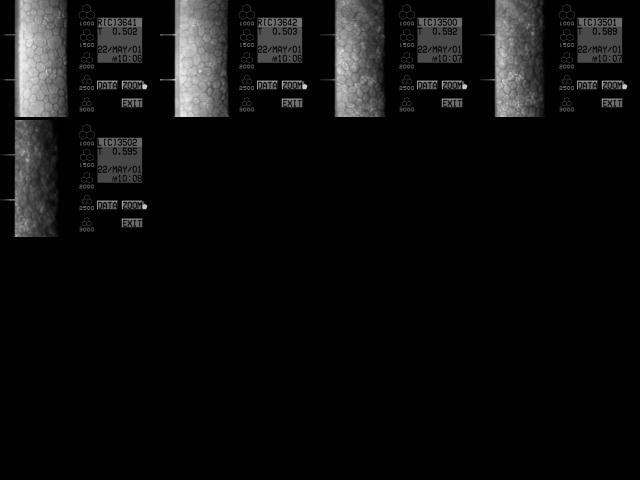 R(C)3641
1000
T 0.502
1500
22/MAY/01
10:06
2000
DATA ZOOM
2500
EXIT
3000
R(C)3642
1000
T 0.503
1500
22/MAY/01
10:06
2000
DATA ZOOM
2500
EXIT
3000
L(C)3500
1000
T 0.592
1500
22/MAY/01
10:07
2000
DATA ZOOM
2500
EXIT
3000
L(C)3501
1000
T 0.589
1500
22/MAY/01
10:07
2000
DATA ZOOM
2500
EXIT
3000
L(C)3502
1000
T 0.595
1500
22/MAY/01
10:08
2000
DATA ZOOM
2500
EXIT
3000